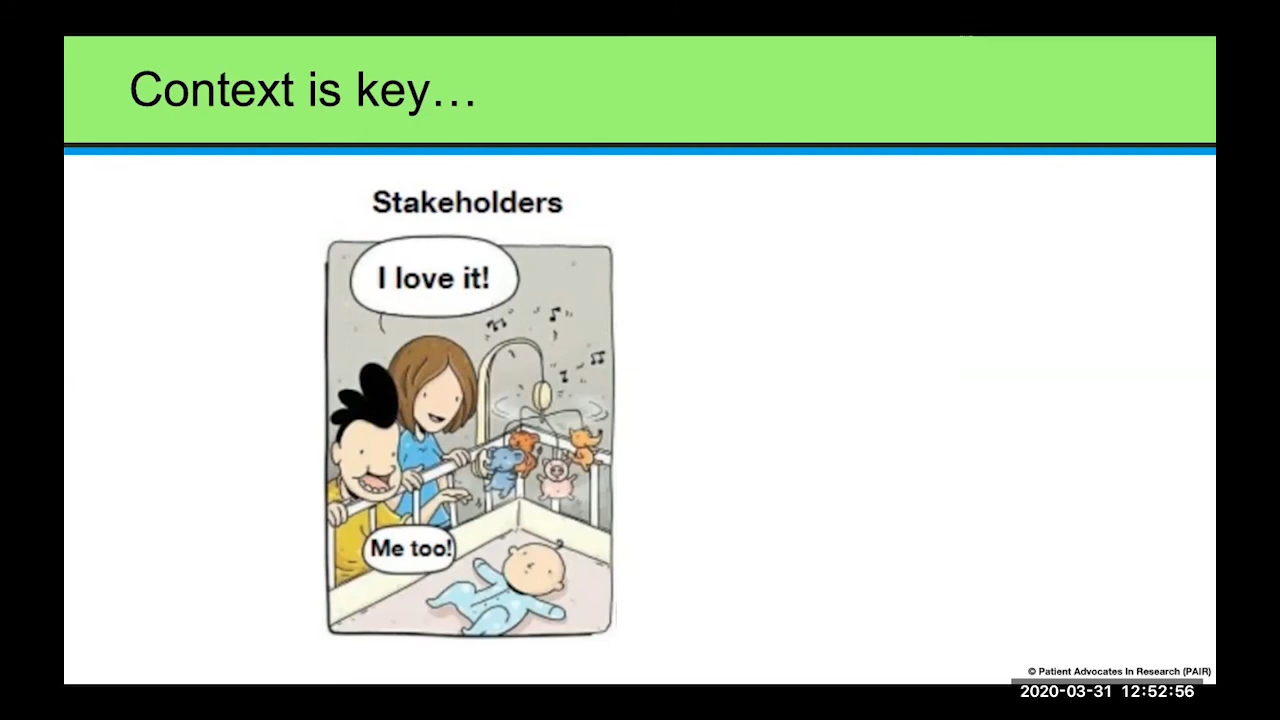 Context is key…
Stakeholders
I love it!
Me too!
© Patient Advocates In Research (PAIR)
2020-03-31 12:52:56